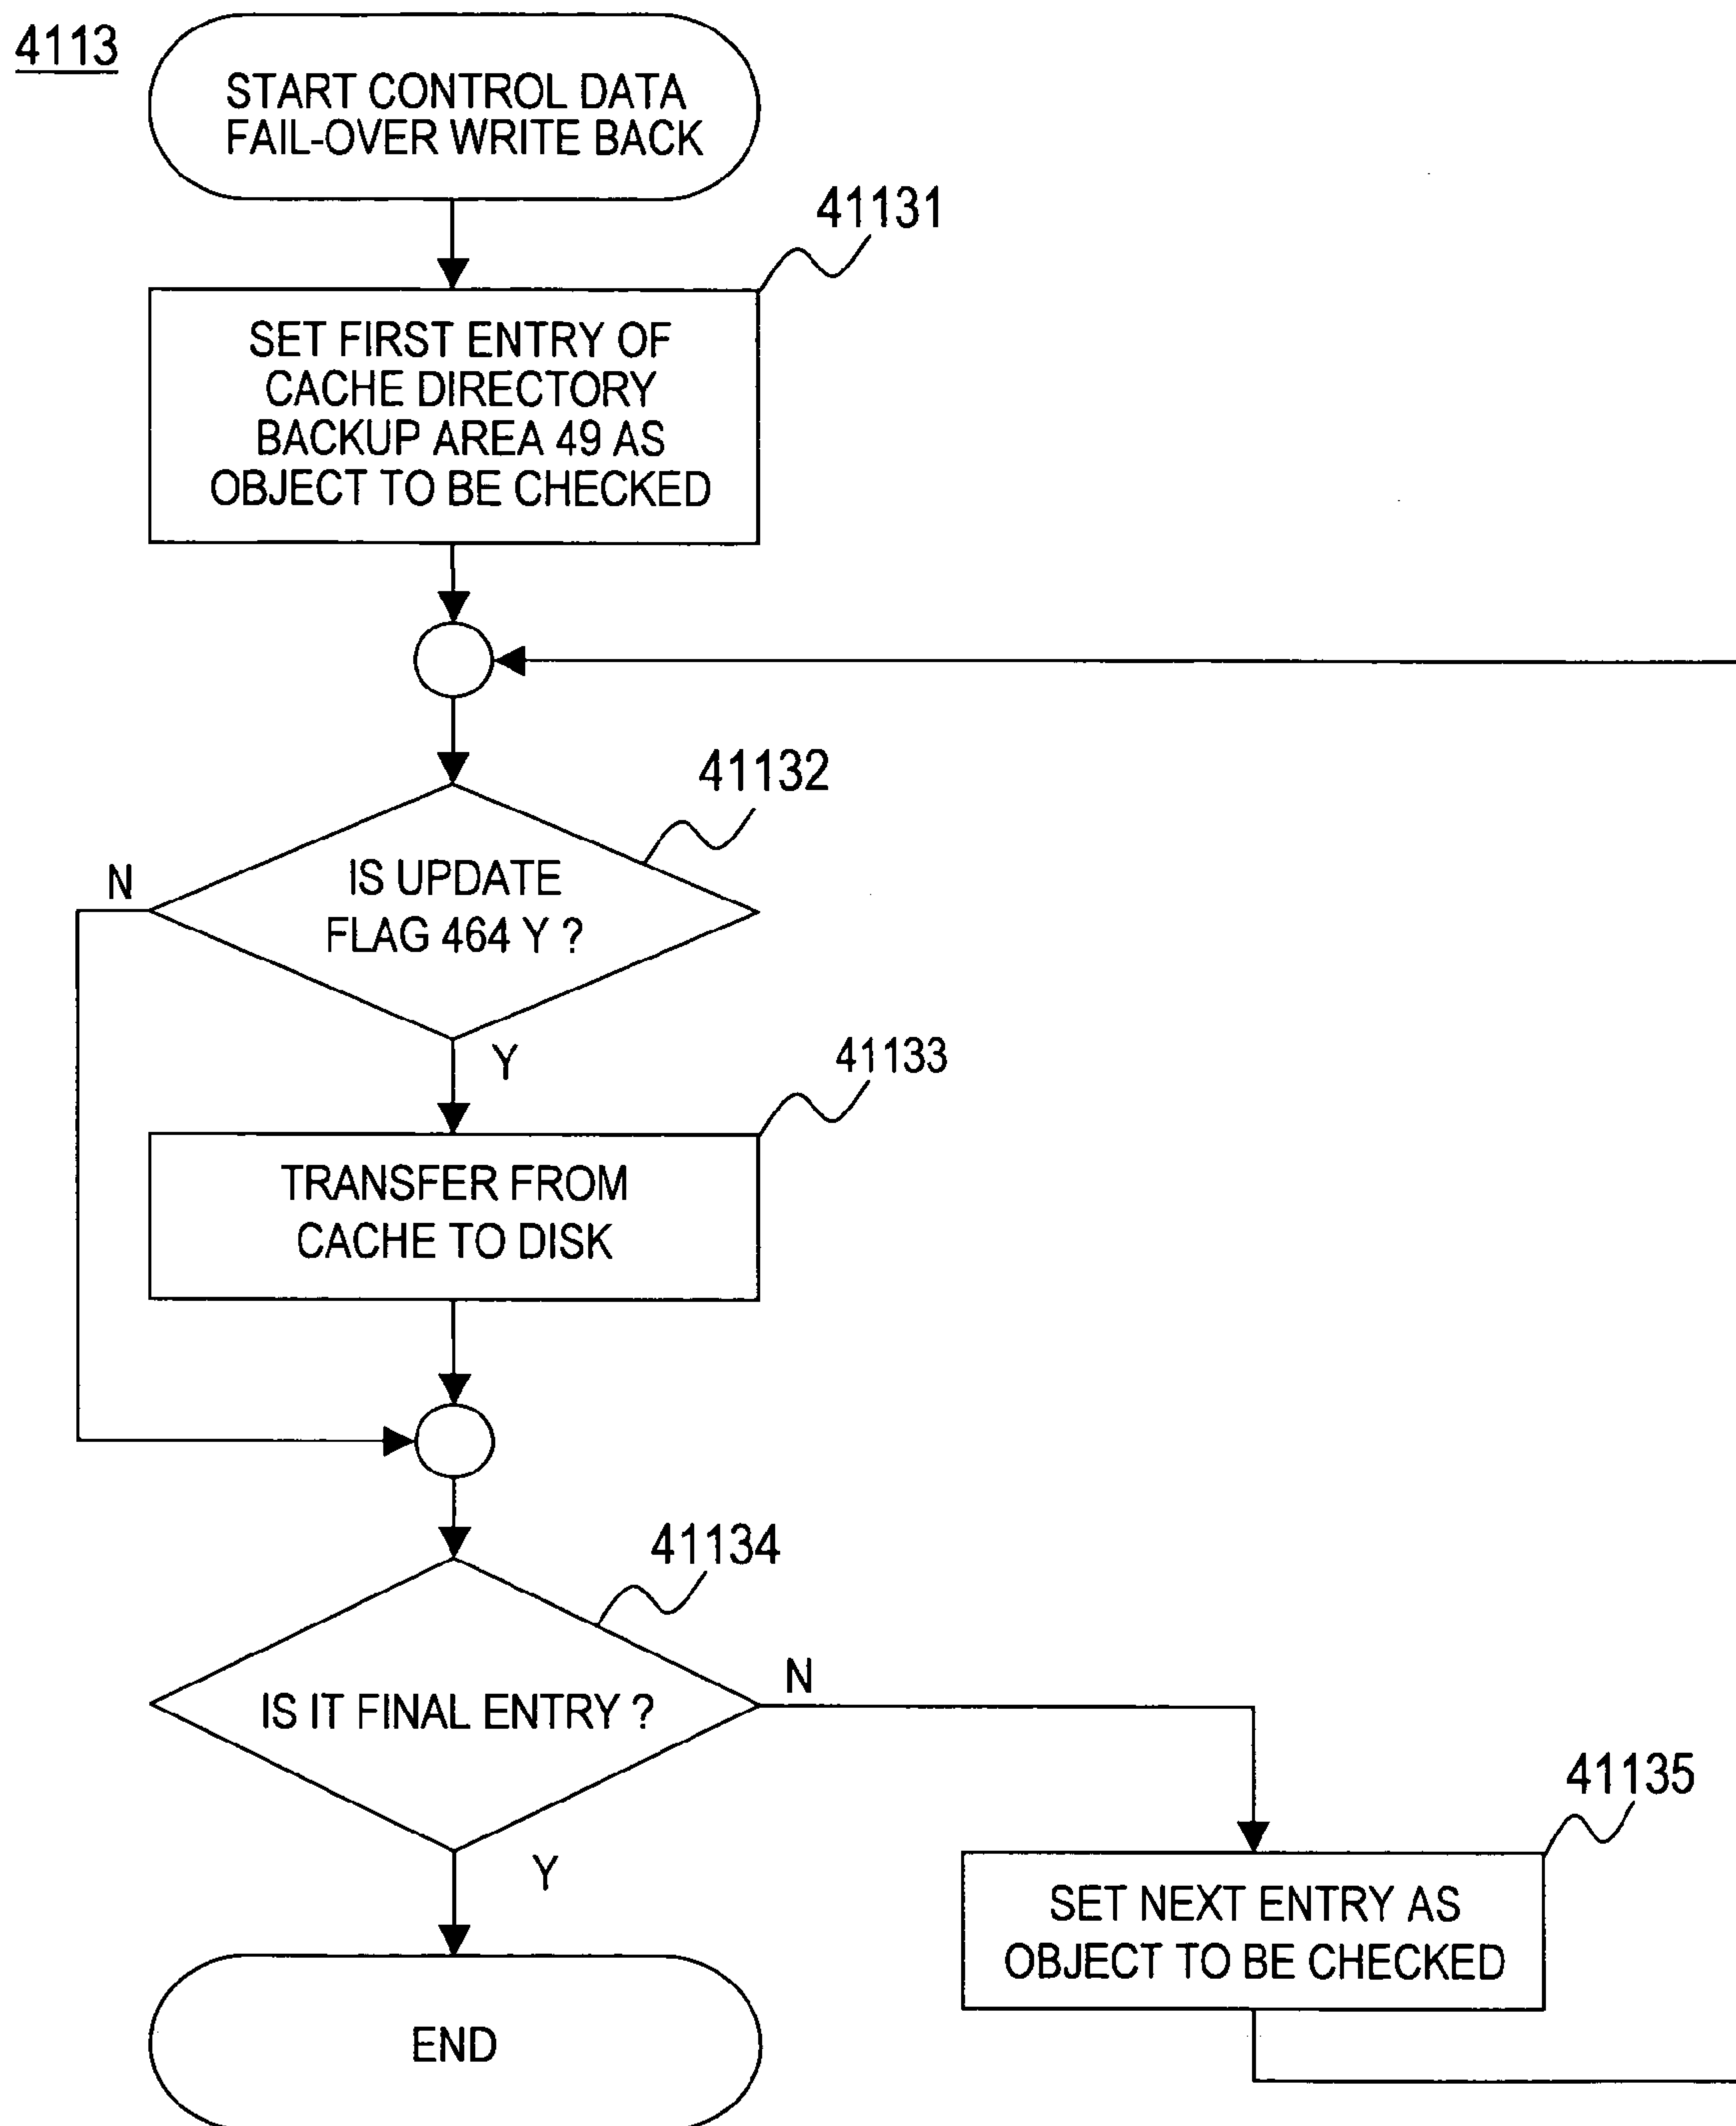 4113
START CONTROL DATA
FAIL-OVER WRITE BACK
41131
SET FIRST ENTRY OF
CACHE DIRECTORY
BACKUP AREA 49 AS
OBJECT TO BE CHECKED
41132
N
IS UPDATE
FLAG 464 Y ?
Y
41133
TRANSFER FROM
CACHE TO DISK
41134
IS IT FINAL ENTRY ?
N
Y
41135
SET NEXT ENTRY AS
OBJECT TO BE CHECKED
END